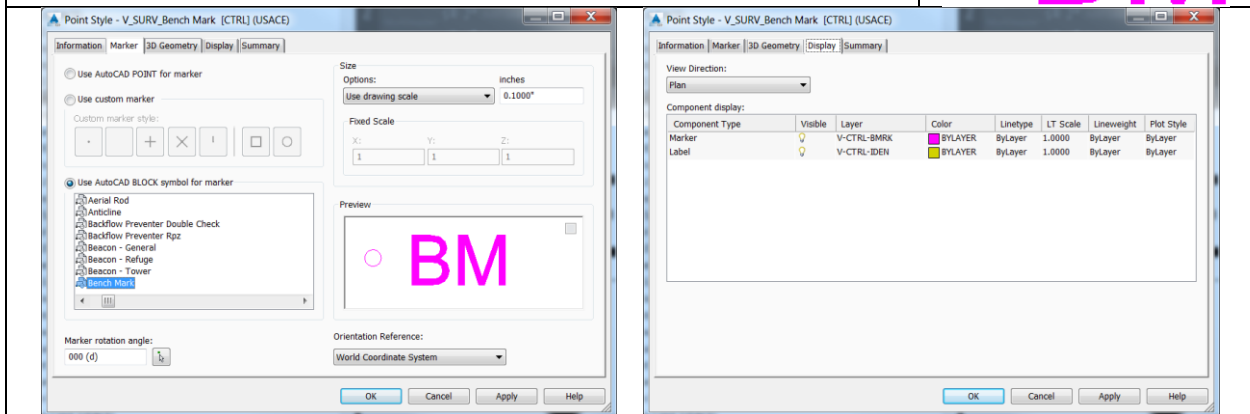 BM
Point Style - V_SURV_Bench Mark [CTRL] (USACE)
Information Marker 3D Geometry Display Summary
Use AutoCAD POINT for marker
Use custom marker
Custom marker style:
Use AutoCAD BLOCK symbol for marker
Aerial Rod
Anticline
Backflow Preventer Double Check
Backflow Preventer Rpz
Beacon - General
Beacon - Refuge
Beacon - Tower
Bench Mark
Marker rotation angle:
000 (d)
Size
Options: inches
Use drawing scale 0.1000"
Fixed Scale
X: Y: Z:
1 1 1
Preview
BM
Orientation Reference:
World Coordinate System
OK Cancel Apply Help
Point Style - V_SURV_Bench Mark [CTRL] (USACE)
Information Marker 3D Geometry Display Summary
View Direction:
Plan
Component display:
Component Type Visible Layer Color Linetype LT Scale Lineweight Plot Style
Marker V-CTRL-BMRK BYLAYER ByLayer 1.0000 ByLayer ByLayer
Label V-CTRL-IDEN BYLAYER ByLayer 1.0000 ByLayer ByLayer
OK Cancel Apply Help